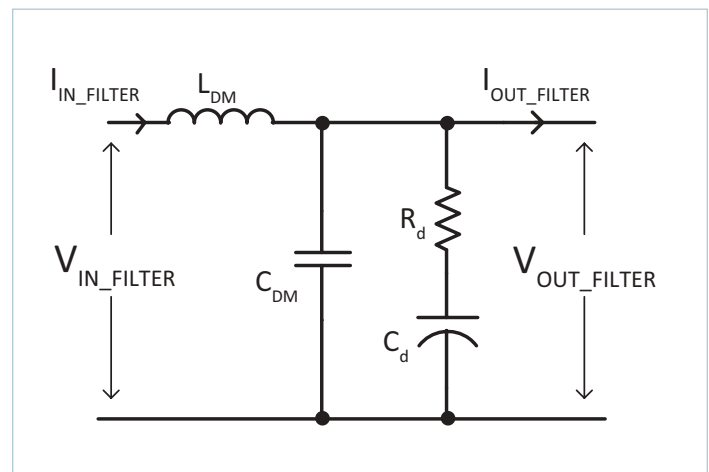 I_IN_FILTER
L_DM
I_OUT_FILTER
R_d
V_IN_FILTER
C_DM
V_OUT_FILTER
C_d